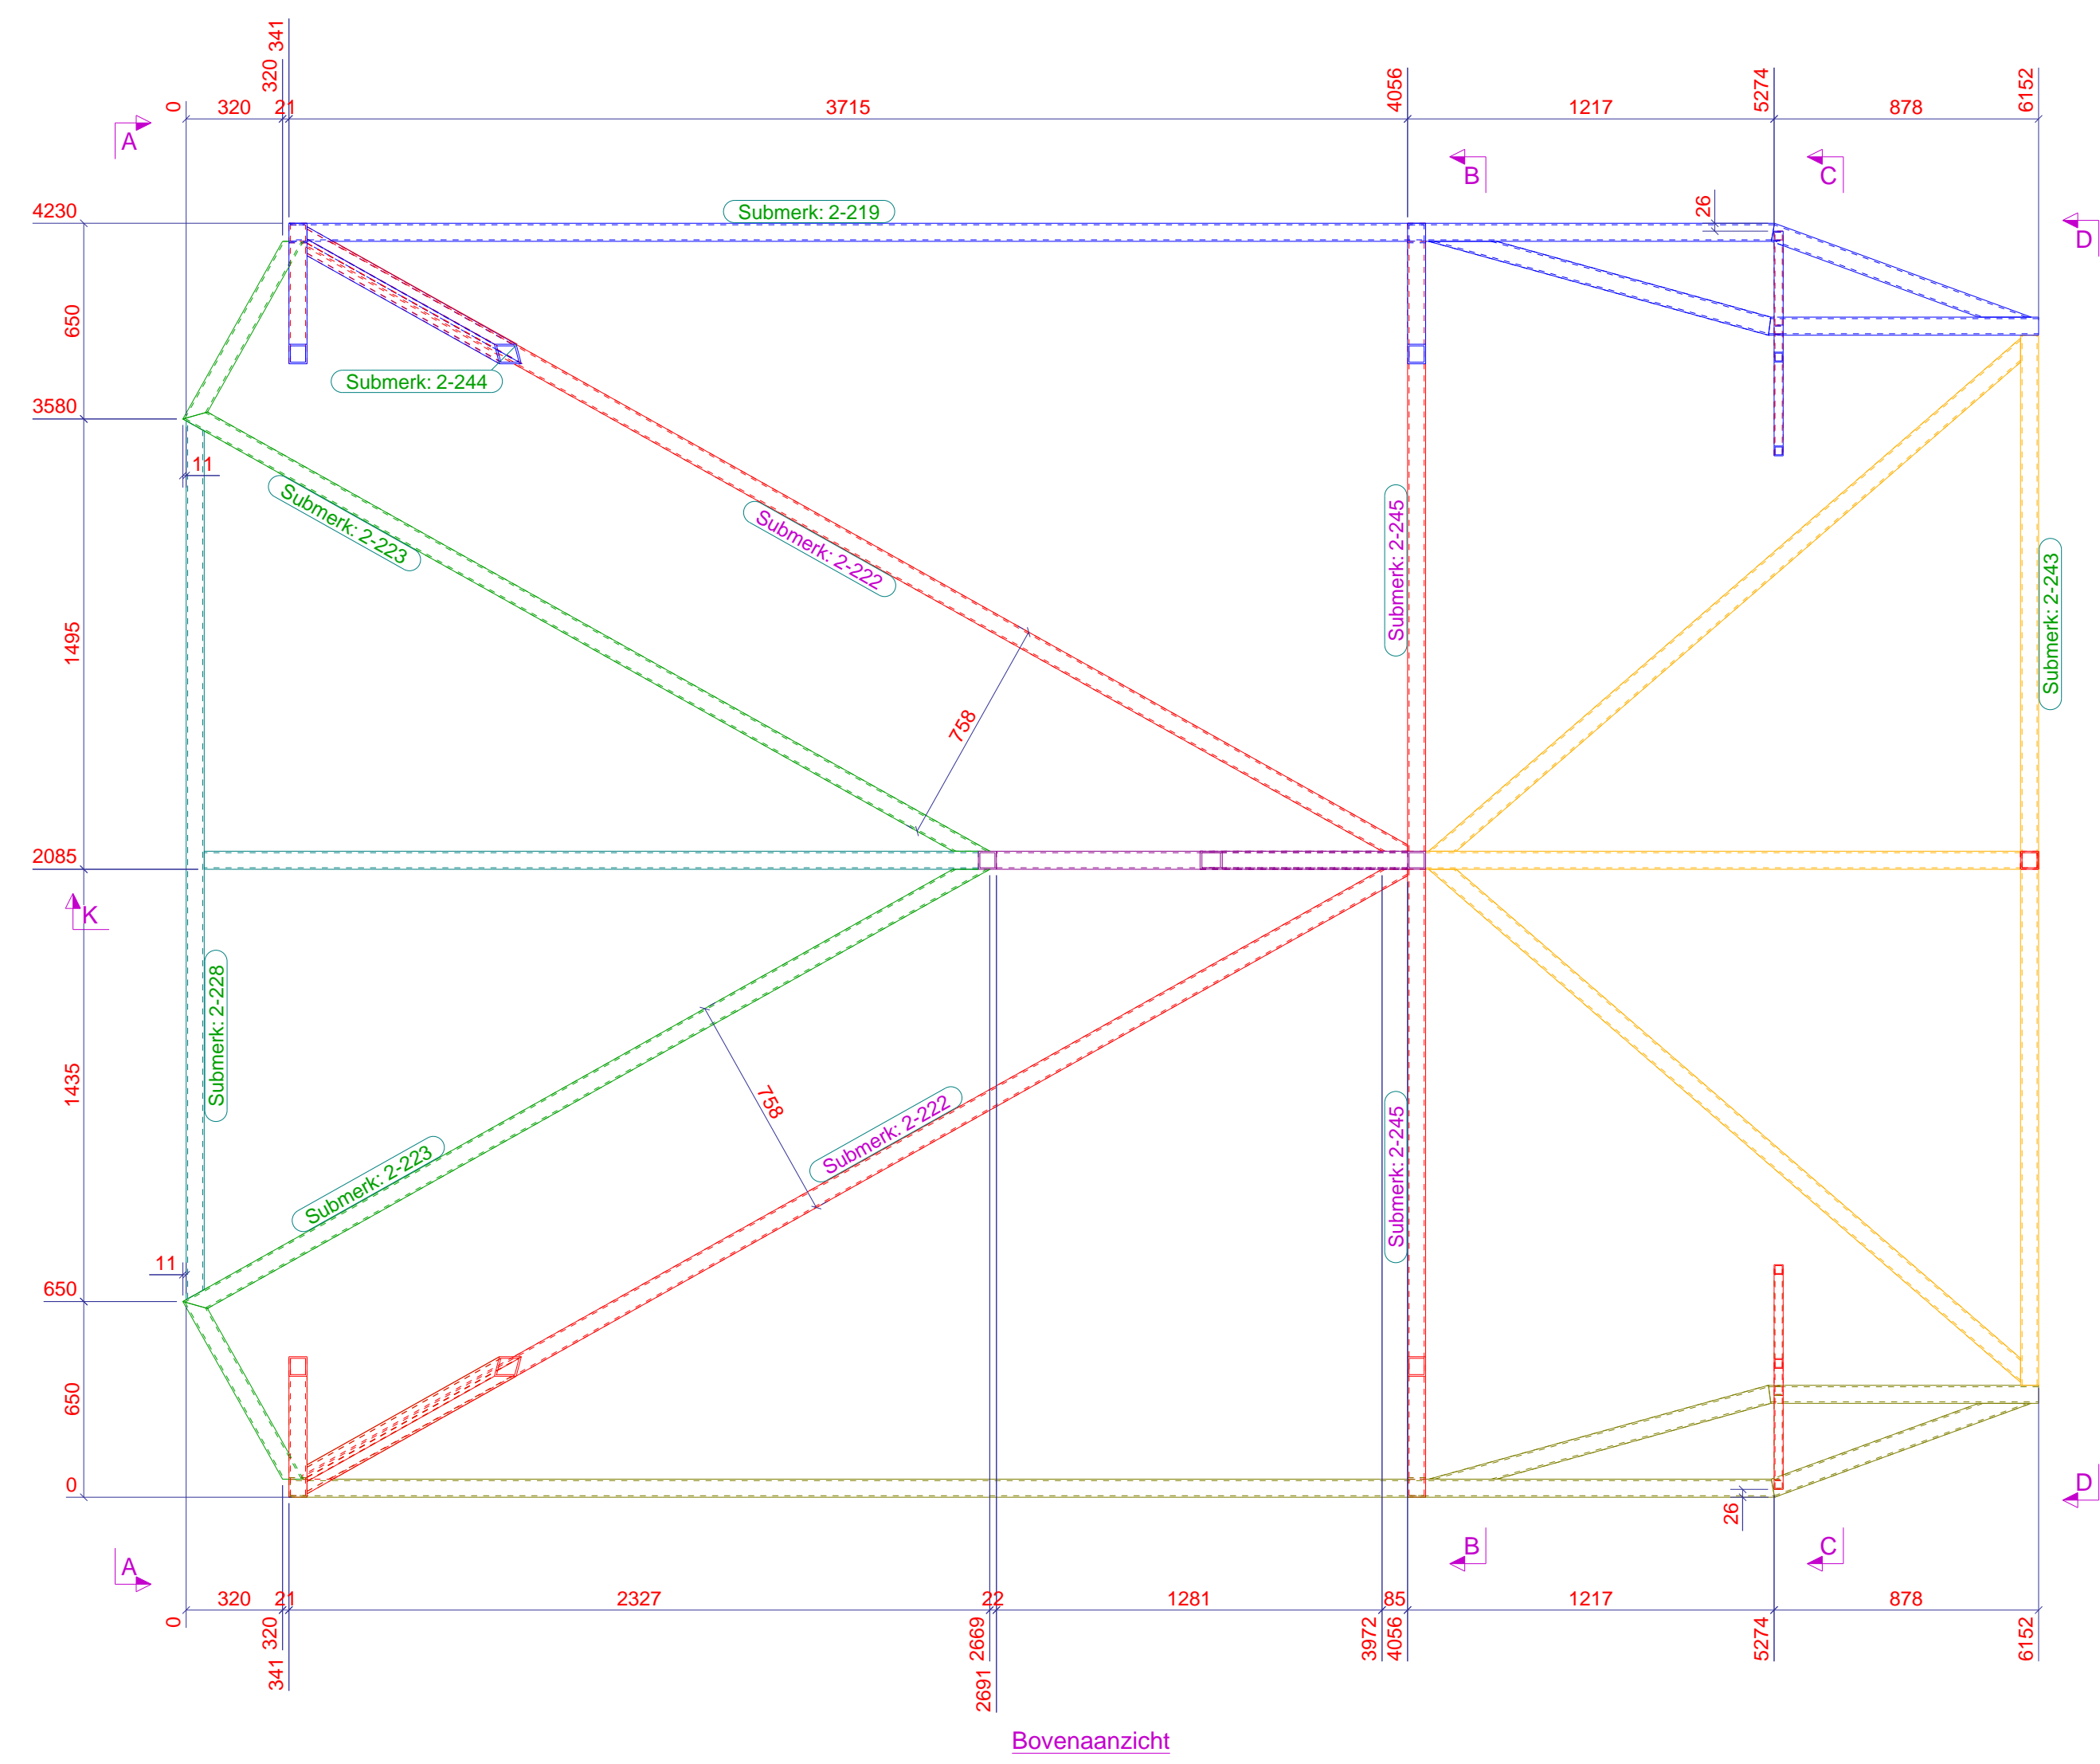 341
320
0
320
21
3715
4056
1217
5274
878
6152
A
B
C
4230
Submerk: 2-219
26
D
650
Submerk: 2-244
3580
11
Submerk: 2-223
Submerk: 2-222
Submerk: 2-245
Submerk: 2-243
1495
758
2085
K
Submerk: 2-228
1435
758
Submerk: 2-222
Submerk: 2-223
Submerk: 2-245
11
650
650
0
D
26
A
B
C
320
21
2327
22
1281
85
1217
878
0
320
341
2669
2691
3972
4056
5274
6152
Bovenaanzicht